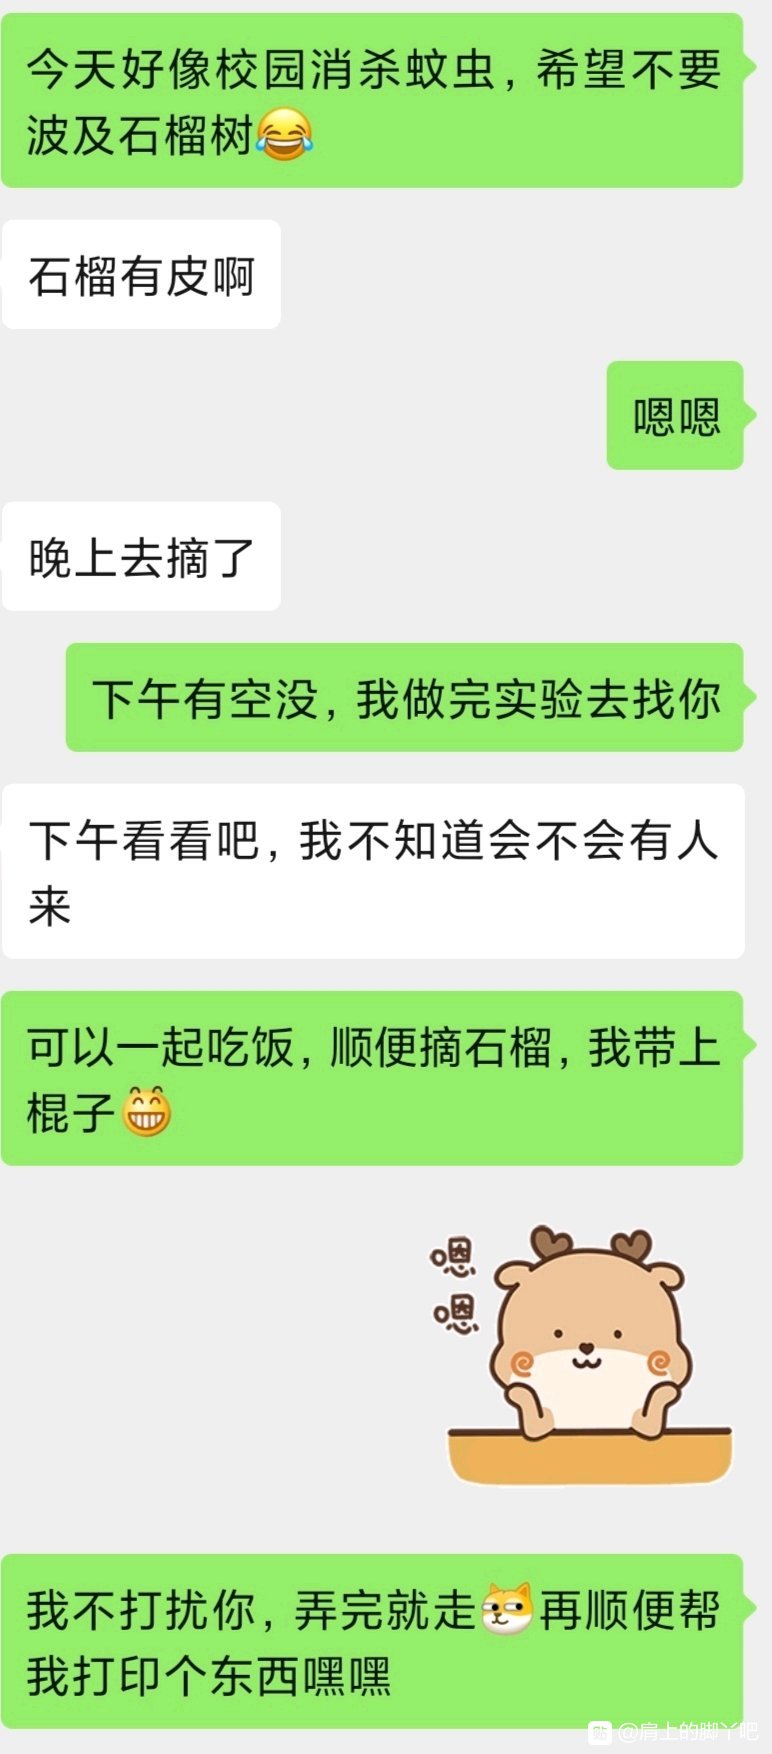 今天好像校园消杀蚊虫，希望不要
波及石榴树😂
石榴有皮啊
嗯嗯
晚上去摘了
下午有空没，我做完实验去找你
下午看看吧，我不知道会不会有人
来
可以一起吃饭，顺便摘石榴，我带上
棍子😁
嗯
嗯
我不打扰你，弄完就走再顺便帮
我打印个东西嘿嘿
贴 @肩上的脚丫吧